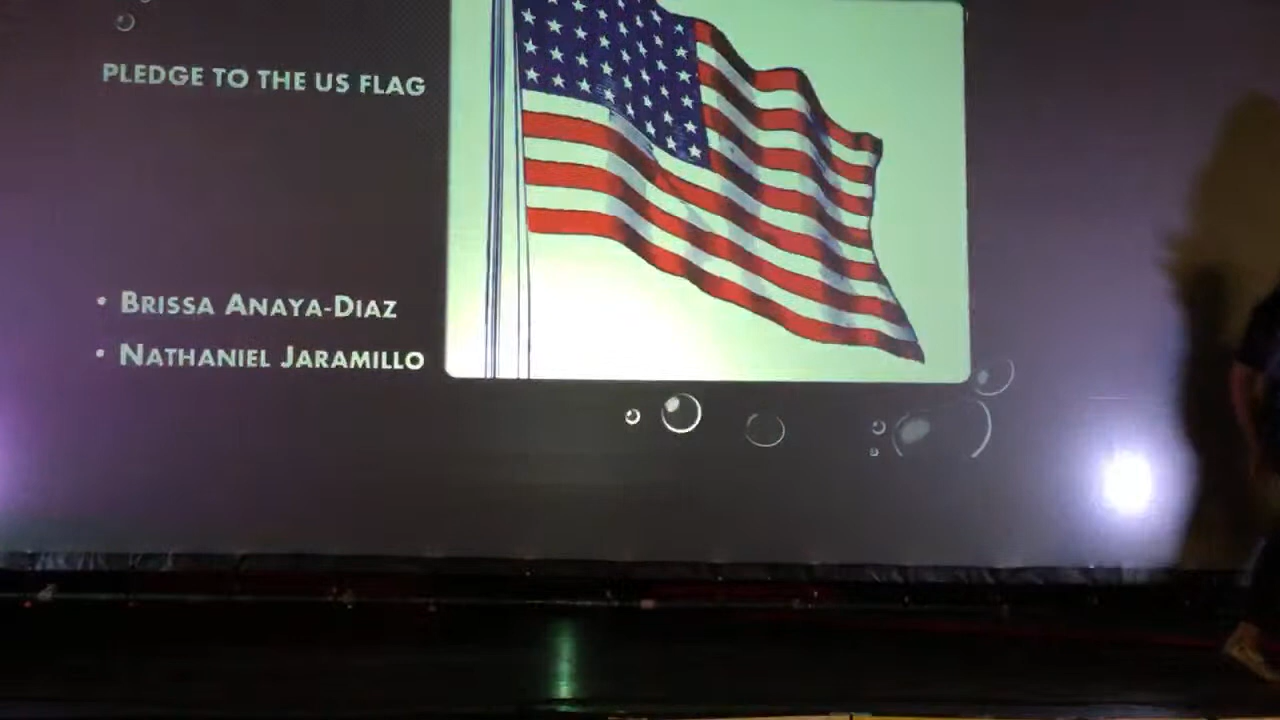 PLEDGE TO THE US FLAG
• BRISSA ANAYA-DIAZ
• NATHANIEL JARAMILLO